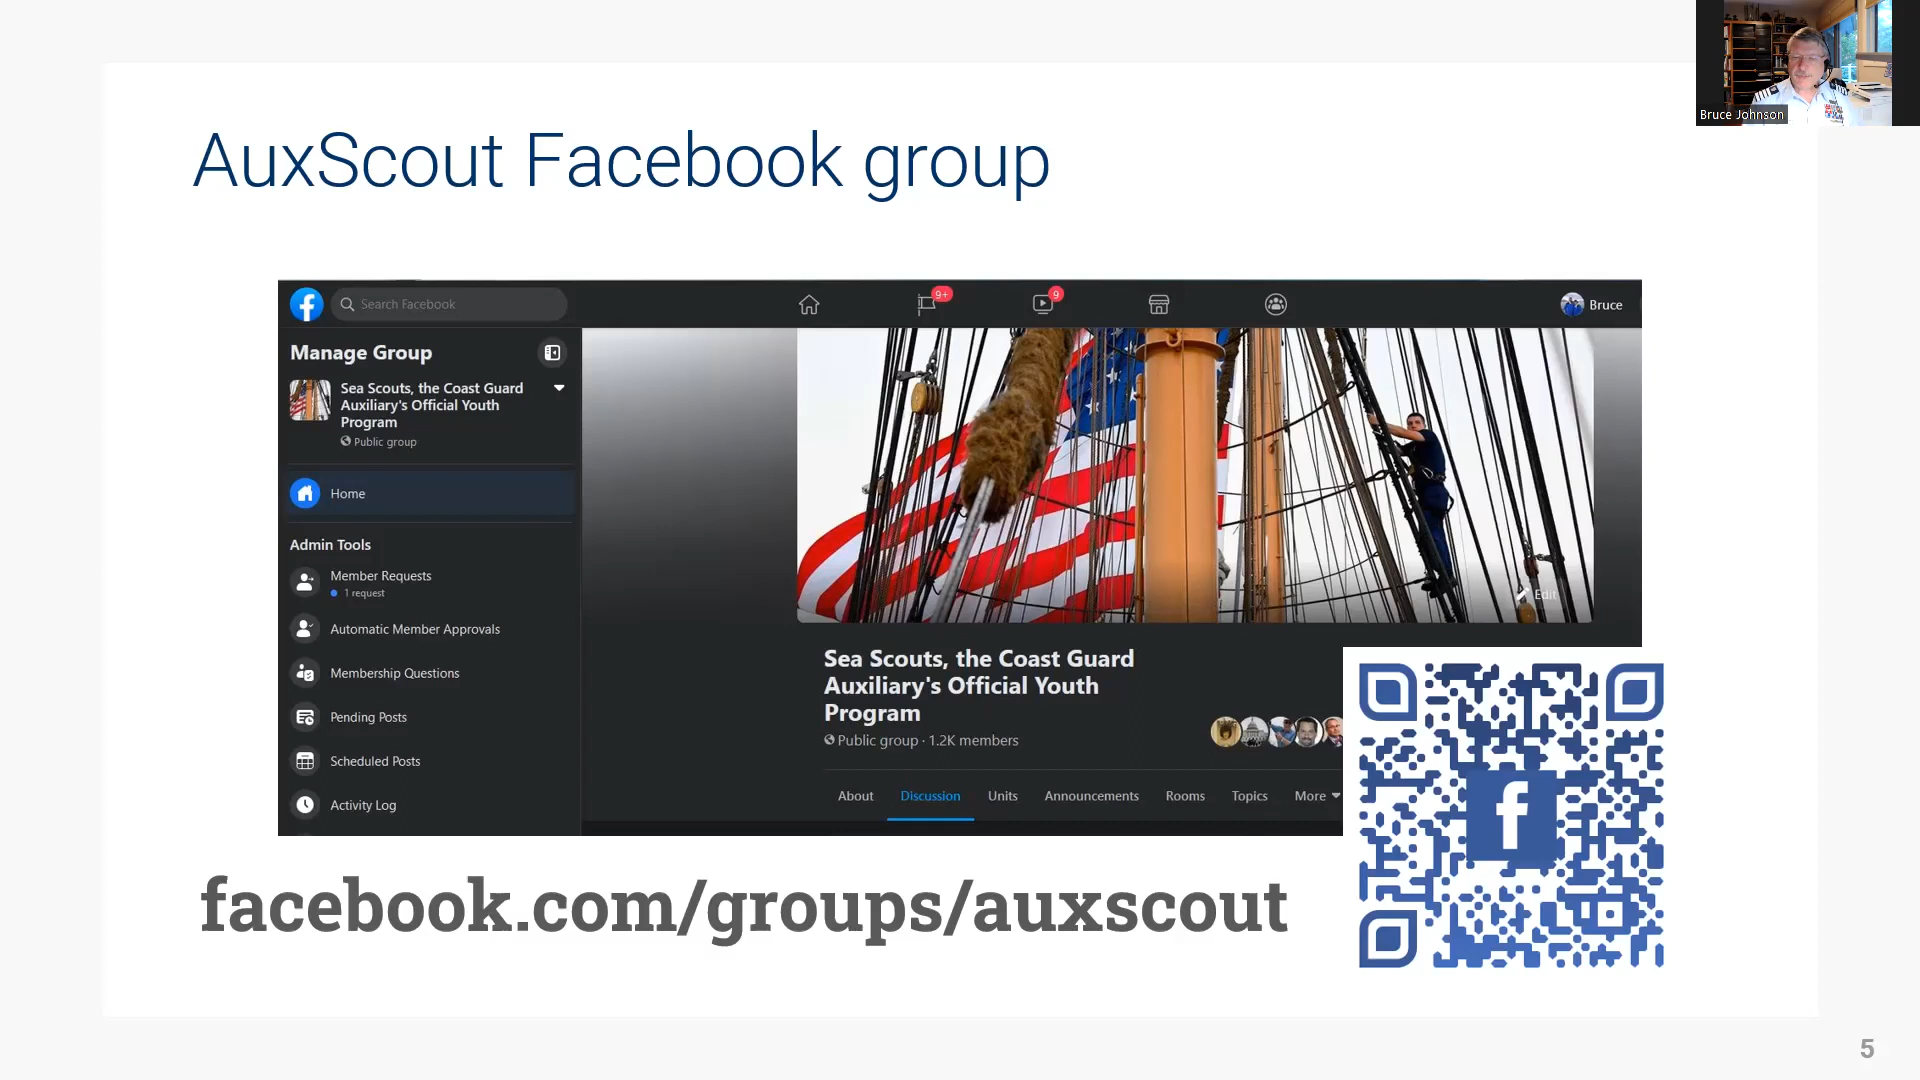 Bruce Johnson
AuxScout Facebook group
Search Facebook
9+
9
Bruce
Manage Group
Sea Scouts, the Coast Guard
Auxiliary's Official Youth
Program
Public group
Home
Admin Tools
Member Requests
1 request
Automatic Member Approvals
Membership Questions
Pending Posts
Scheduled Posts
Activity Log
Edit
Sea Scouts, the Coast Guard
Auxiliary's Official Youth
Program
Public group · 1.2K members
About Discussion Units Announcements Rooms Topics More
facebook.com/groups/auxscout
5